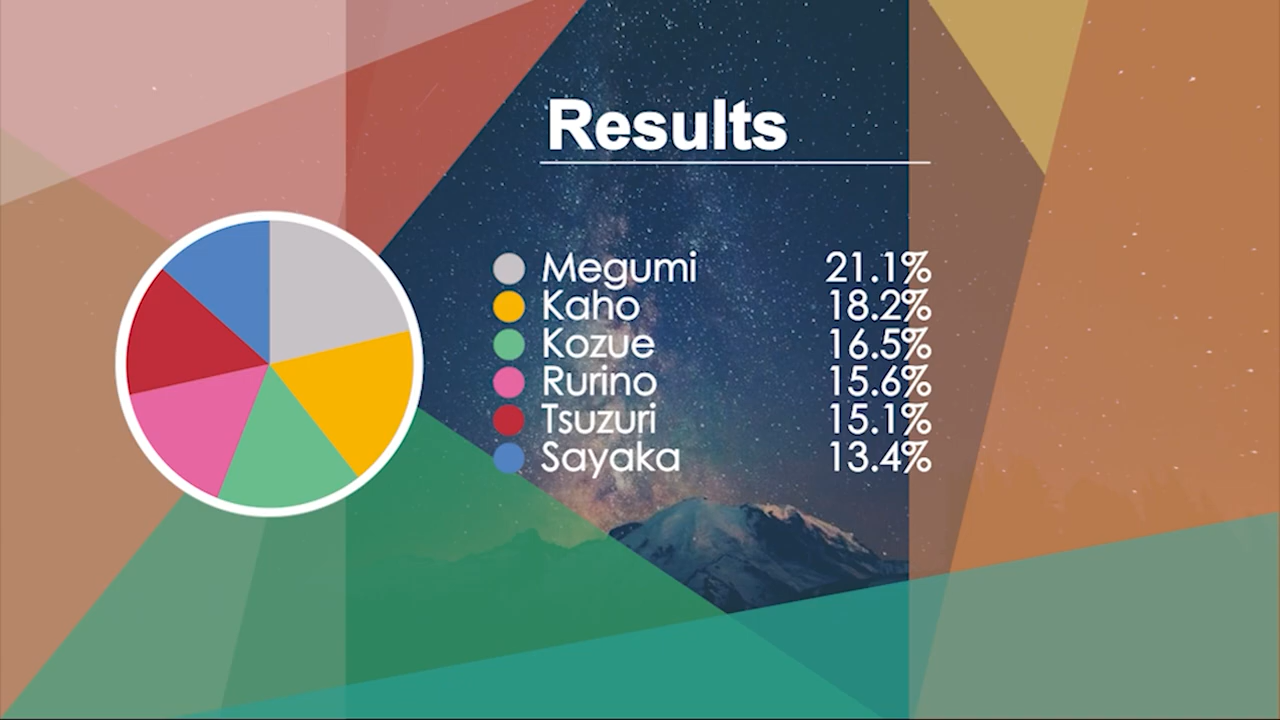 Results
Megumi 21.1%
Kaho 18.2%
Kozue 16.5%
Rurino 15.6%
Tsuzuri 15.1%
Sayaka 13.4%